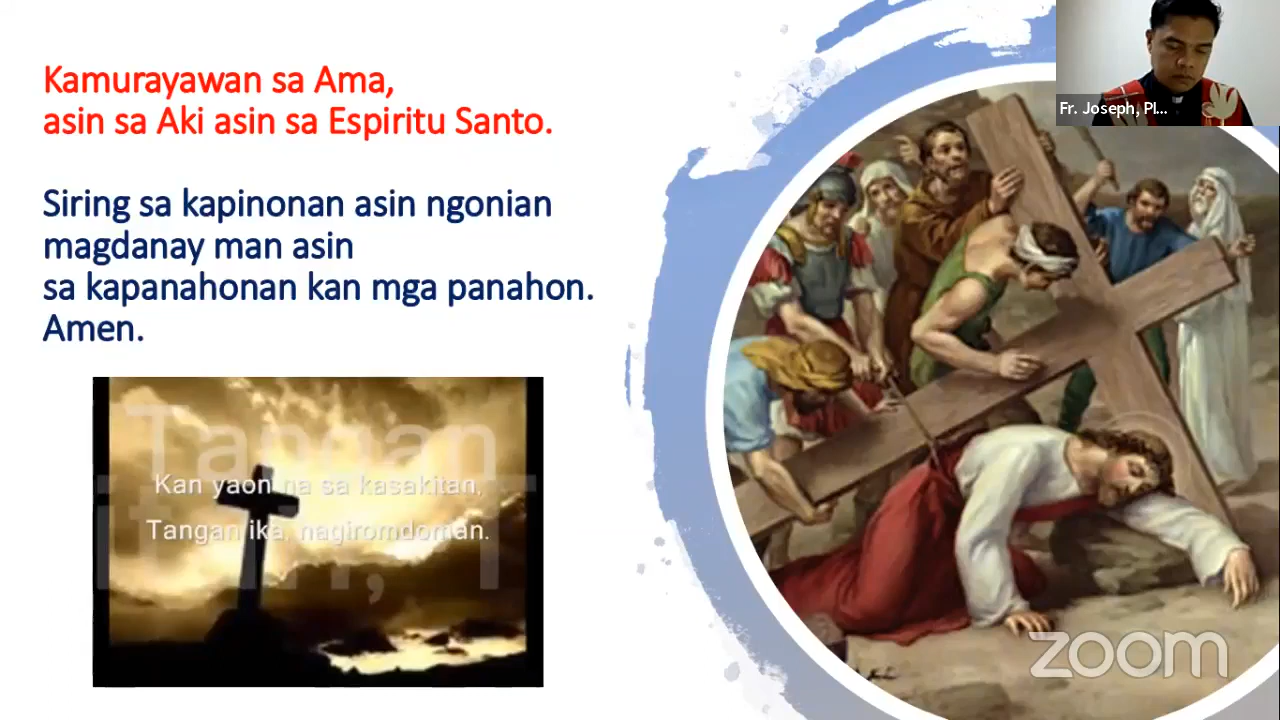 Kamurayawan sa Ama,
asin sa Aki asin sa Espiritu Santo.
Siring sa kapinonan asin ngonian
magdanay man asin
sa kapanahonan kan mga panahon.
Amen.
Tangan
Kan yaon na sa kasakitan,
Tangan ika, nagiromdoman.
Fr. Joseph, Pl...
zoom